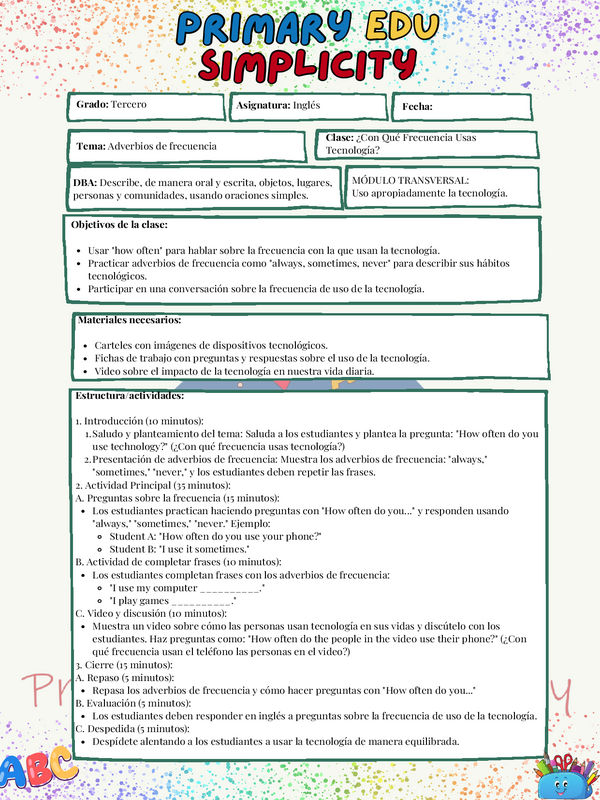 PRIMARY EDU
SIMPLICITY
Grado: Tercero
Asignatura: Inglés
Fecha:
Tema: Adverbios de frecuencia
Clase: ¿Con Qué Frecuencia Usas
Tecnología?
DBA: Describe, de manera oral y escrita, objetos, lugares,
personas y comunidades, usando oraciones simples.
MÓDULO TRANSVERSAL:
Uso apropiadamente la tecnología.
Objetivos de la clase:
• Usar "how often" para hablar sobre la frecuencia con la que usan la tecnología.
• Practicar adverbios de frecuencia como "always, sometimes, never" para describir sus hábitos
tecnológicos.
• Participar en una conversación sobre la frecuencia de uso de la tecnología.
Materiales necesarios:
• Carteles con imágenes de dispositivos tecnológicos.
• Fichas de trabajo con preguntas y respuestas sobre el uso de la tecnología.
• Video sobre el impacto de la tecnología en nuestra vida diaria.
Estructura/actividades:
1. Introducción (10 minutos):
1. Saludo y planteamiento del tema: Saluda a los estudiantes y plantea la pregunta: "How often do you
use technology?" (¿Con qué frecuencia usas tecnología?)
2. Presentación de adverbios de frecuencia: Muestra los adverbios de frecuencia: "always,"
"sometimes," "never," y los estudiantes deben repetir las frases.
2. Actividad Principal (35 minutos):
A. Preguntas sobre la frecuencia (15 minutos):
• Los estudiantes practican haciendo preguntas con "How often do you..." y responden usando
"always," "sometimes," "never." Ejemplo:
◦ Student A: "How often do you use your phone?"
◦ Student B: "I use it sometimes."
B. Actividad de completar frases (10 minutos):
• Los estudiantes completan frases con los adverbios de frecuencia:
◦ "I use my computer __________."
◦ "I play games __________."
C. Video y discusión (10 minutos):
• Muestra un video sobre cómo las personas usan tecnología en sus vidas y discútelo con los
estudiantes. Haz preguntas como: "How often do the people in the video use their phone?" (¿Con
qué frecuencia usan el teléfono las personas en el video?)
3. Cierre (15 minutos):
A. Repaso (5 minutos):
• Repasa los adverbios de frecuencia y cómo hacer preguntas con "How often do you..."
B. Evaluación (5 minutos):
• Los estudiantes deben responder en inglés a preguntas sobre la frecuencia de uso de la tecnología.
C. Despedida (5 minutos):
• Despídete alentando a los estudiantes a usar la tecnología de manera equilibrada.
ABC